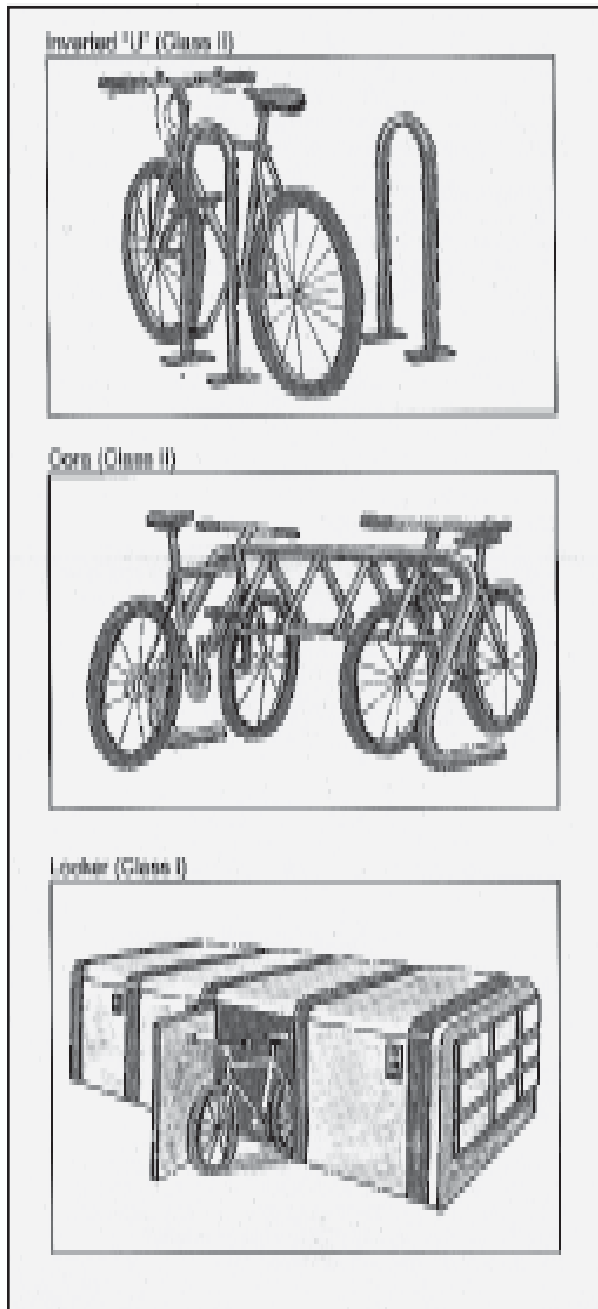 Inverted "U" (Class II)
Cora (Class II)
Locker (Class I)